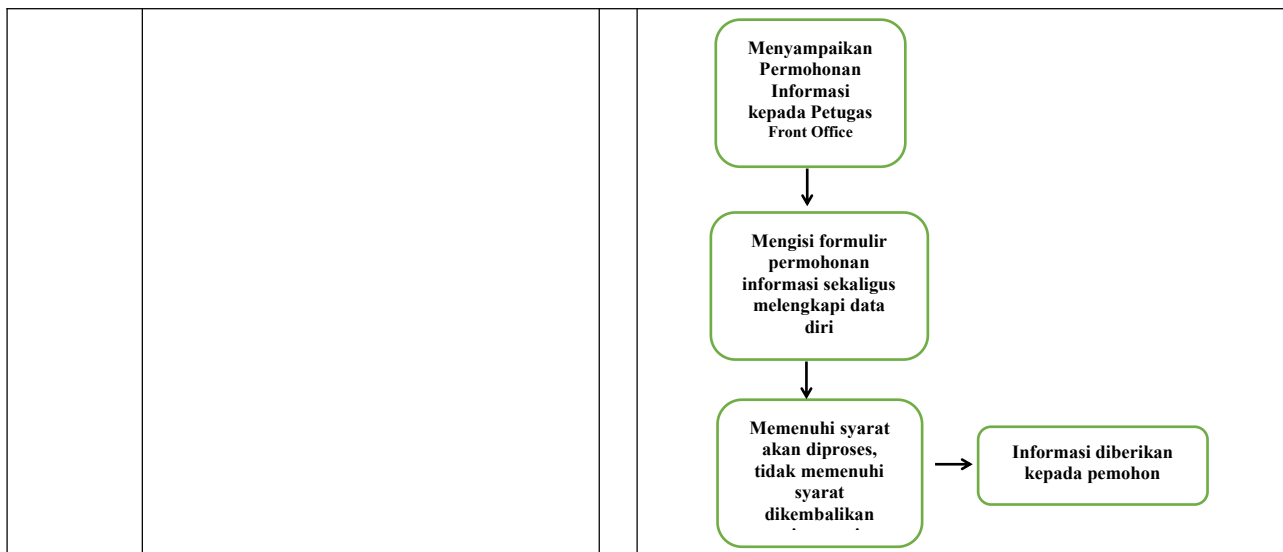 Menyampaikan
Permohonan
Informasi
kepada Petugas
Front Office
Mengisi formulir
permohonan
informasi sekaligus
melengkapi data
diri
Memenuhi syarat
akan diproses,
tidak memenuhi
syarat
dikembalikan
Informasi diberikan
kepada pemohon